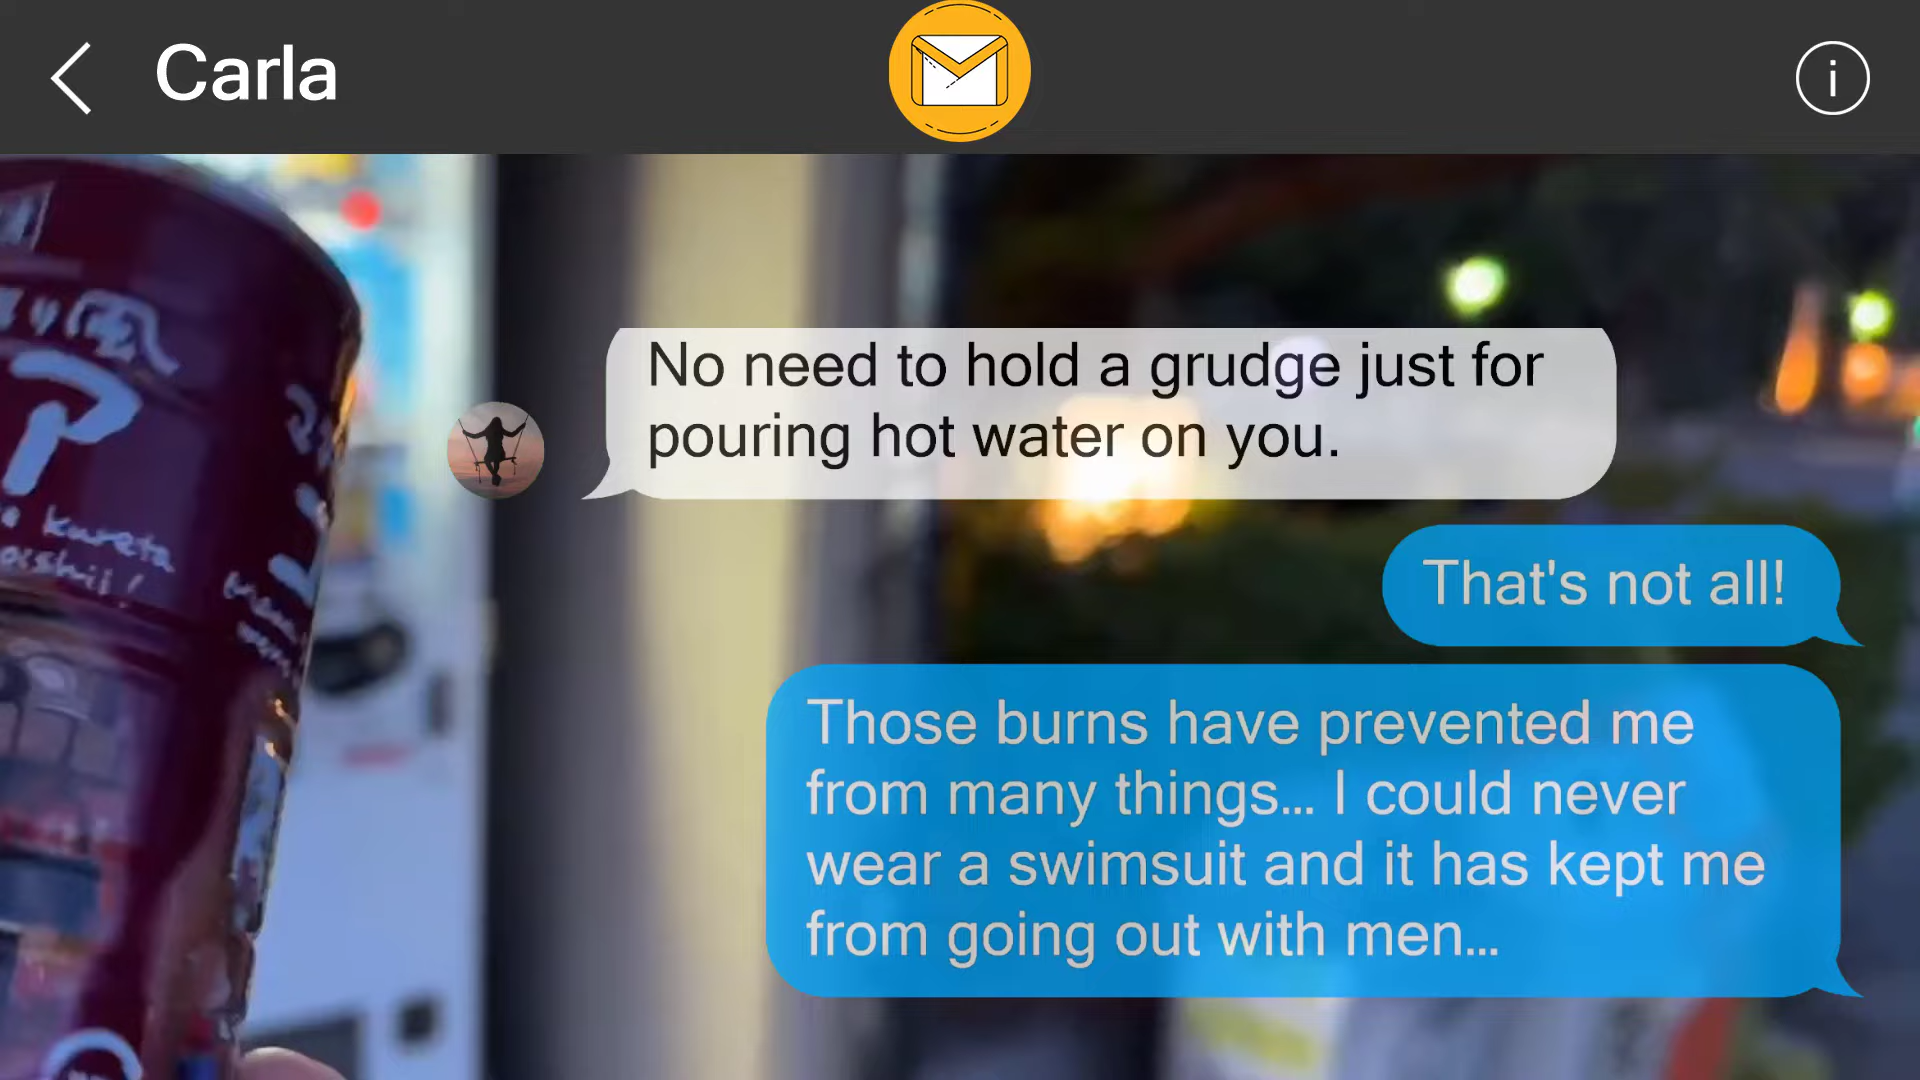 Carla
i
No need to hold a grudge just for
pouring hot water on you.
That's not all!
Those burns have prevented me
from many things... I could never
wear a swimsuit and it has kept me
from going out with men...
P
kureta
oishii!